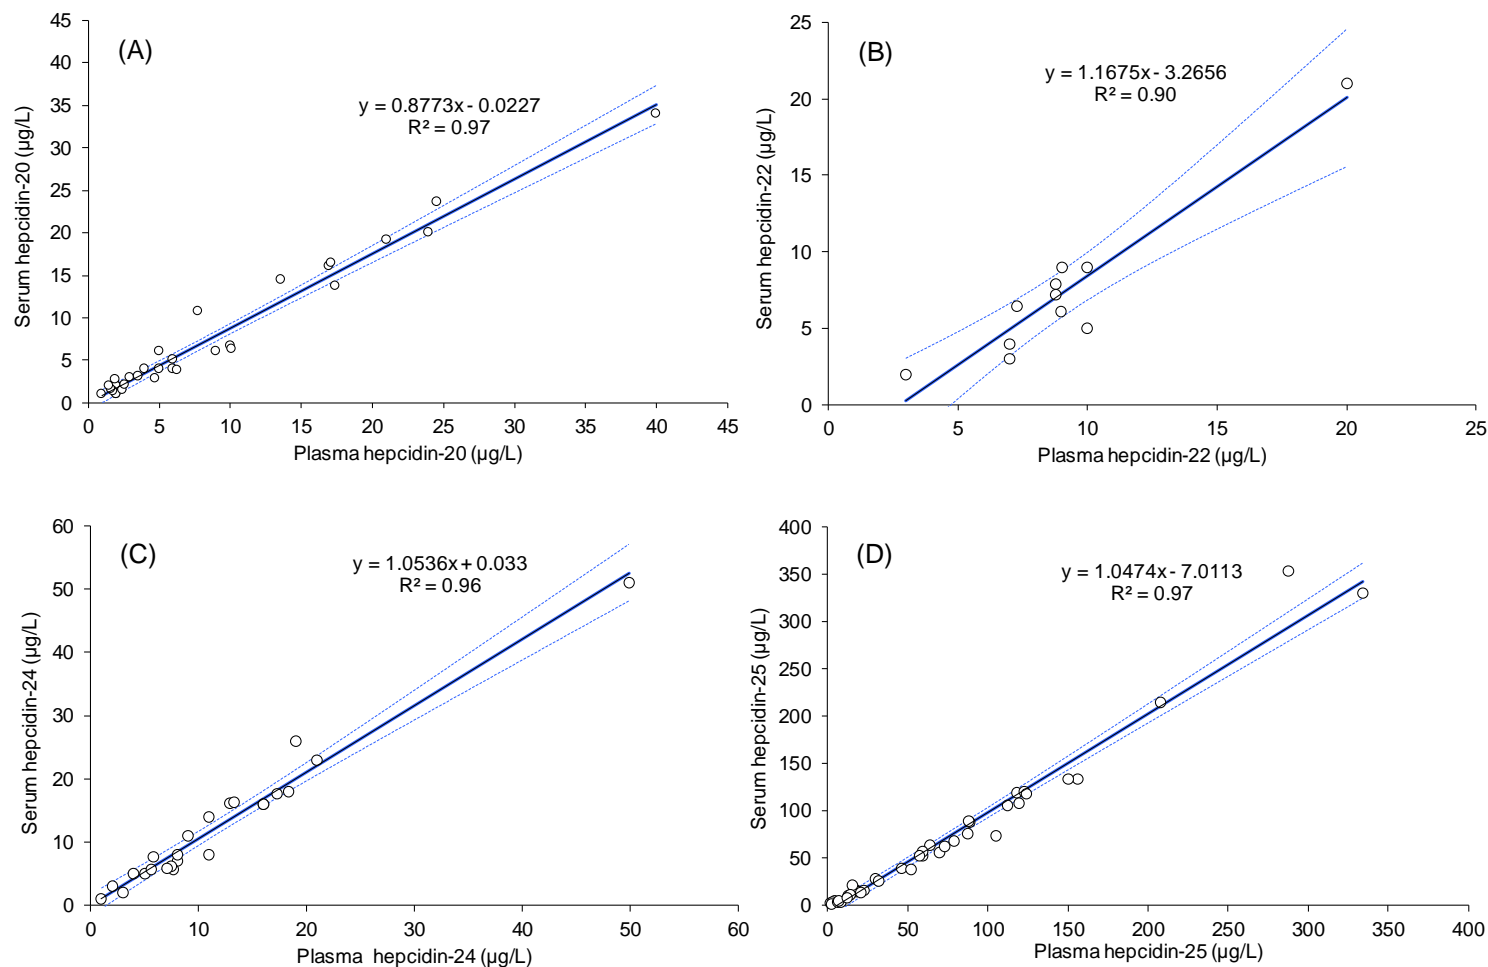 (A)
y = 0.8773x - 0.0227
R² = 0.97
Serum hepcidin-20 (µg/L)
45
40
35
30
25
20
15
10
5
0
0 5 10 15 20 25 30 35 40 45
Plasma hepcidin-20 (µg/L)
(B)
y = 1.1675x - 3.2656
R² = 0.90
Serum hepcidin-22 (µg/L)
25
20
15
10
5
0
0 5 10 15 20 25
Plasma hepcidin-22 (µg/L)
(C)
y = 1.0536x + 0.033
R² = 0.96
Serum hepcidin-24 (µg/L)
60
50
40
30
20
10
0
0 10 20 30 40 50 60
Plasma hepcidin-24 (µg/L)
(D)
y = 1.0474x - 7.0113
R² = 0.97
Serum hepcidin-25 (µg/L)
400
350
300
250
200
150
100
50
0
0 50 100 150 200 250 300 350 400
Plasma hepcidin-25 (µg/L)